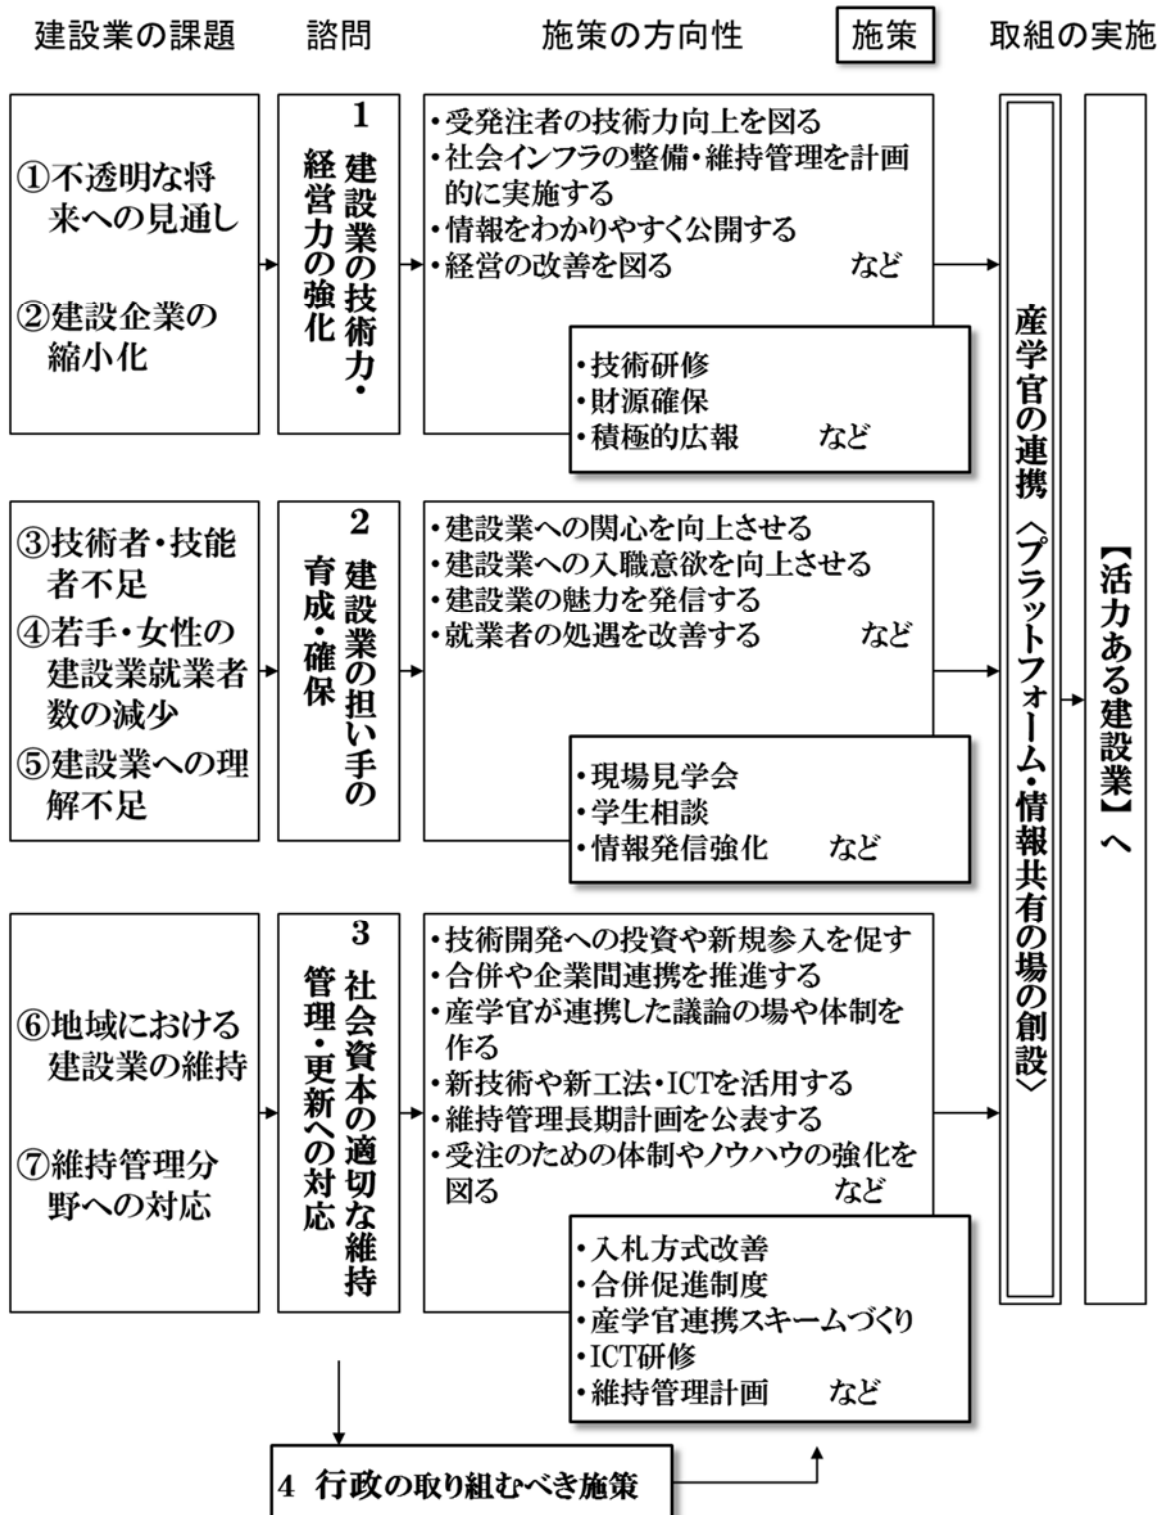 建設業の課題
諮問
施策の方向性
施策
取組の実施
①不透明な将
来への見通し
②建設企業の
縮小化
1 建設業の技術力・
経営力の強化
・受発注者の技術力向上を図る
・社会インフラの整備・維持管理を計画
的に実施する
・情報をわかりやすく公開する
・経営の改善を図る など
・技術研修
・財源確保
・積極的広報 など
③技術者・技能
者不足
④若手・女性の
建設業就業者
数の減少
⑤建設業への理
解不足
2 建設業の担い手の
育成・確保
・建設業への関心を向上させる
・建設業への入職意欲を向上させる
・建設業の魅力を発信する
・就業者の処遇を改善する など
・現場見学会
・学生相談
・情報発信強化 など
⑥地域における
建設業の維持
⑦維持管理分
野への対応
3 社会資本の適切な維持
管理・更新への対応
・技術開発への投資や新規参入を促す
・合併や企業間連携を推進する
・産学官が連携した議論の場や体制を
作る
・新技術や新工法・ICTを活用する
・維持管理長期計画を公表する
・受注のための体制やノウハウの強化を
図る など
・入札方式改善
・合併促進制度
・産学官連携スキームづくり
・ICT研修
・維持管理計画 など
4 行政の取り組むべき施策
産学官の連携〈プラットフォーム・情報共有の場の創設〉
【活力ある建設業】へ